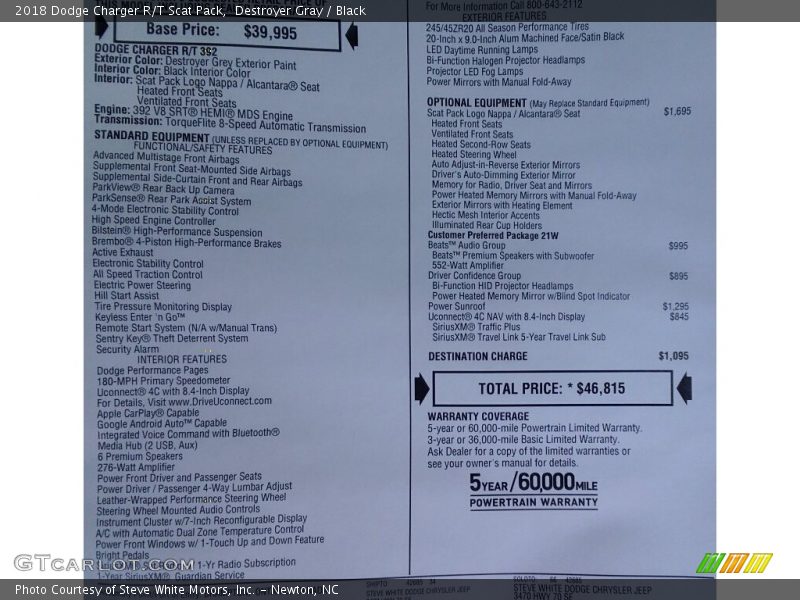 2018 Dodge Charger R/T Scat Pack, Destroyer Gray / Black
Base Price: $39,995
DODGE CHARGER R/T 392
Exterior Color: Destroyer Grey Exterior Paint
Interior Color: Black Interior Color
Interior: Scat Pack Logo Nappa / Alcantara® Seat
Heated Front Seats
Ventilated Front Seats
Engine: 392 V8 SRT® HEMI® MDS Engine
Transmission: TorqueFlite 8-Speed Automatic Transmission
STANDARD EQUIPMENT (UNLESS REPLACED BY OPTIONAL EQUIPMENT)
FUNCTIONAL/SAFETY FEATURES
Advanced Multistage Front Airbags
Supplemental Front Seat-Mounted Side Airbags
Supplemental Side-Curtain Front and Rear Airbags
ParkView® Rear Back Up Camera
ParkSense® Rear Park Assist System
4-Mode Electronic Stability Control
High Speed Engine Controller
Bilstein® High-Performance Suspension
Brembo® 4-Piston High-Performance Brakes
Active Exhaust
Electronic Stability Control
All Speed Traction Control
Electric Power Steering
Hill Start Assist
Tire Pressure Monitoring Display
Keyless Enter 'n Go™
Remote Start System (N/A w/Manual Trans)
Sentry Key® Theft Deterrent System
Security Alarm
INTERIOR FEATURES
Dodge Performance Pages
180-MPH Primary Speedometer
Uconnect® 4C with 8.4-Inch Display
For Details, Visit www.DriveUconnect.com
Apple CarPlay® Capable
Google Android Auto™ Capable
Integrated Voice Command with Bluetooth®
Media Hub (2 USB, Aux)
6 Premium Speakers
276-Watt Amplifier
Power Front Driver and Passenger Seats
Power Driver / Passenger 4-Way Lumbar Adjust
Leather-Wrapped Performance Steering Wheel
Steering Wheel Mounted Audio Controls
Instrument Cluster w/7-Inch Reconfigurable Display
A/C with Automatic Dual Zone Temperature Control
Power Front Windows w/ 1-Touch Up and Down Feature
Bright Pedals
1-Yr Radio Subscription
1-Year SiriusXM® Guardian Service
For More Information Call 800-643-2112
EXTERIOR FEATURES
245/45ZR20 All Season Performance Tires
20-Inch x 9.0-Inch Alum Machined Face/Satin Black
LED Daytime Running Lamps
Bi-Function Halogen Projector Headlamps
Projector LED Fog Lamps
Power Mirrors with Manual Fold-Away
OPTIONAL EQUIPMENT (May Replace Standard Equipment)
Scat Pack Logo Nappa / Alcantara® Seat $1,695
Heated Front Seats
Ventilated Front Seats
Heated Second-Row Seats
Heated Steering Wheel
Auto Adjust-in-Reverse Exterior Mirrors
Driver's Auto-Dimming Exterior Mirror
Memory for Radio, Driver Seat and Mirrors
Power Heated Memory Mirrors with Manual Fold-Away
Exterior Mirrors with Heating Element
Hectic Mesh Interior Accents
Illuminated Rear Cup Holders
Customer Preferred Package 21W
Beats™ Audio Group $995
Beats™ Premium Speakers with Subwoofer
552-Watt Amplifier
Driver Confidence Group $895
Bi-Function HID Projector Headlamps
Power Heated Memory Mirror w/Blind Spot Indicator
Power Sunroof $1,295
Uconnect® 4C NAV with 8.4-Inch Display $845
SiriusXM® Traffic Plus
SiriusXM® Travel Link 5-Year Travel Link Sub
DESTINATION CHARGE $1,095
TOTAL PRICE: * $46,815
WARRANTY COVERAGE
5-year or 60,000-mile Powertrain Limited Warranty.
3-year or 36,000-mile Basic Limited Warranty.
Ask Dealer for a copy of the limited warranties or
see your owner's manual for details.
5YEAR/60,000MILE
POWERTRAIN WARRANTY
STEVE WHITE DODGE CHRYSLER JEEP
STEVE WHITE DODGE CHRYSLER JEEP
3470 HWY 70 SE
GTCARLOT.COM
Photo Courtesy of Steve White Motors, Inc. – Newton, NC